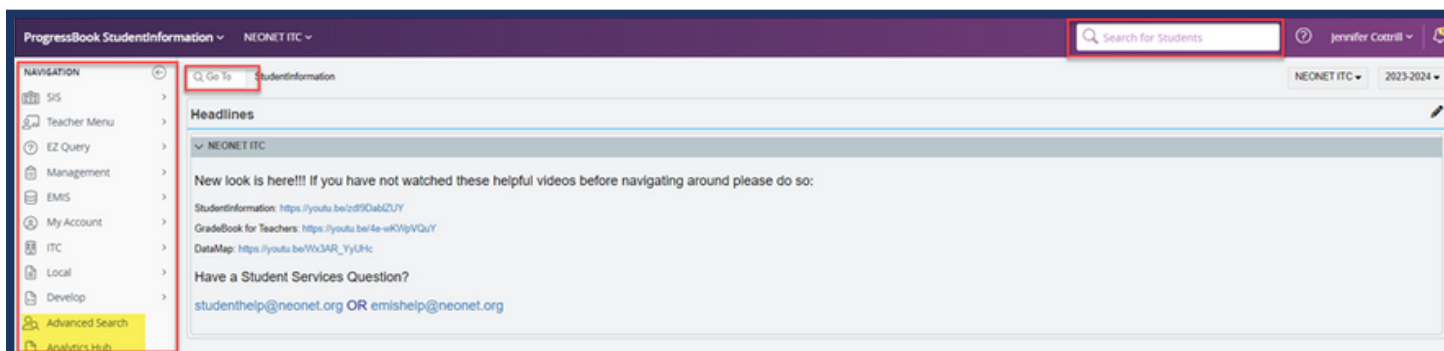 ProgressBook StudentInformation NEONET ITC Search for Students Jennifer Cottrill
NAVIGATION
SIS
Teacher Menu
EZ Query
Management
EMIS
My Account
ITC
Local
Develop
Advanced Search
Analytics Hub
Go To StudentInformation NEONET ITC 2023-2024
Headlines
NEONET ITC
New look is here!!! If you have not watched these helpful videos before navigating around please do so:
StudentInformation: https://youtu.be/zdl9DablZUY
GradeBook for Teachers: https://youtu.be/4e-wKWpVQuY
DataMap: https://youtu.be/Wx3AR_YyUHc
Have a Student Services Question?
studenthelp@neonet.org OR emishelp@neonet.org